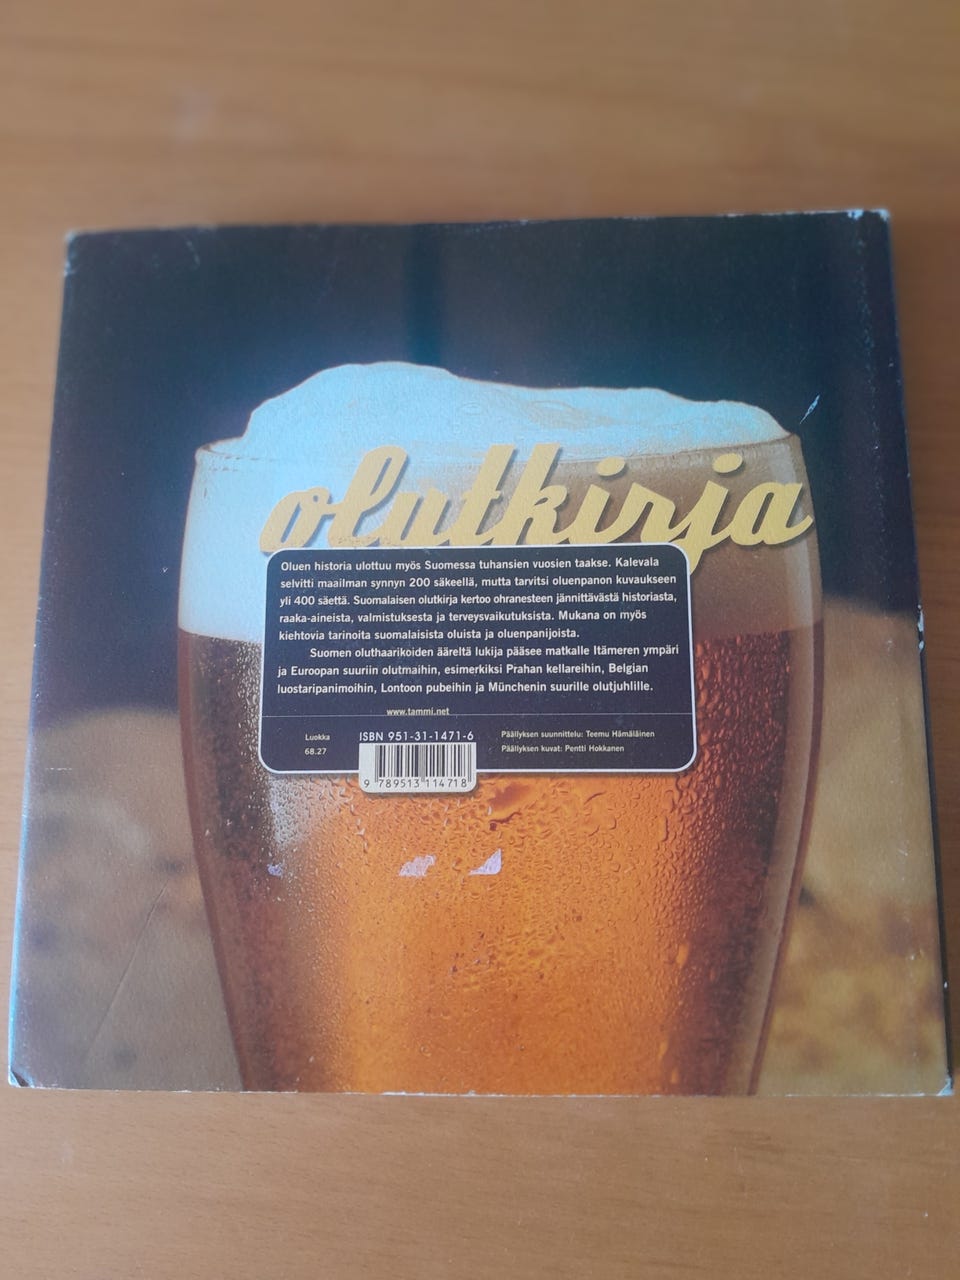 olutkirja
Oluen historia ulottuu myös Suomessa tuhansien vuosien taakse. Kalevala
selvitti maailman synnyn 200 säkeellä, mutta tarvitsi oluenpanon kuvaukseen
yli 400 säettä. Suomalaisen olutkirja kertoo ohranesteen jännittävästä historiasta,
raaka-aineista, valmistuksesta ja terveysvaikutuksista. Mukana on myös
kiehtovia tarinoita suomalaisista oluista ja oluenpanijoista.
Suomen oluthaarikoiden ääreltä lukija pääsee matkalle Itämeren ympäri
ja Euroopan suuriin olutmaihin, esimerkiksi Prahan kellareihin, Belgian
luostaripanimoihin, Lontoon pubeihin ja Münchenin suurille olutjuhlille.
www.tammi.net
Luokka
68.27
ISBN 951-31-1471-6
9 789513 114718
Päällyksen suunnittelu: Teemu Hämäläinen
Päällyksen kuvat: Pentti Hokkanen